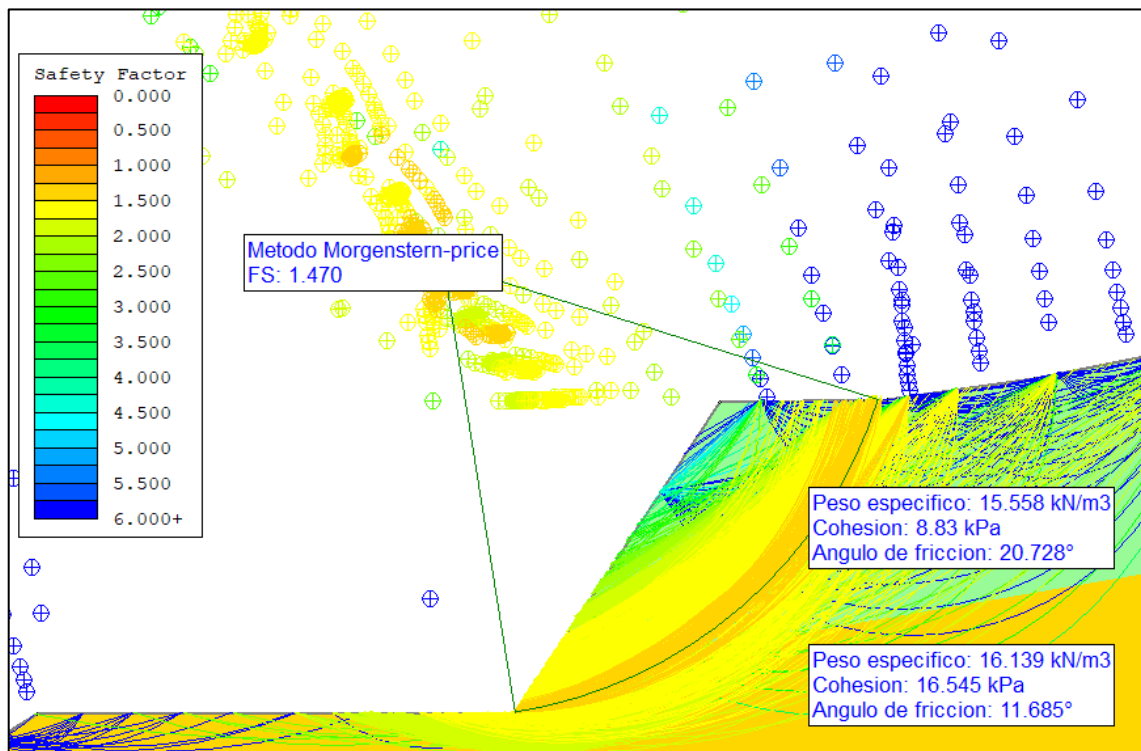 Safety Factor
0.000
0.500
1.000
1.500
2.000
2.500
3.000
3.500
4.000
4.500
5.000
5.500
6.000+
Metodo Morgenstern-price
FS: 1.470
Peso especifico: 15.558 kN/m3
Cohesion: 8.83 kPa
Angulo de friccion: 20.728°
Peso especifico: 16.139 kN/m3
Cohesion: 16.545 kPa
Angulo de friccion: 11.685°